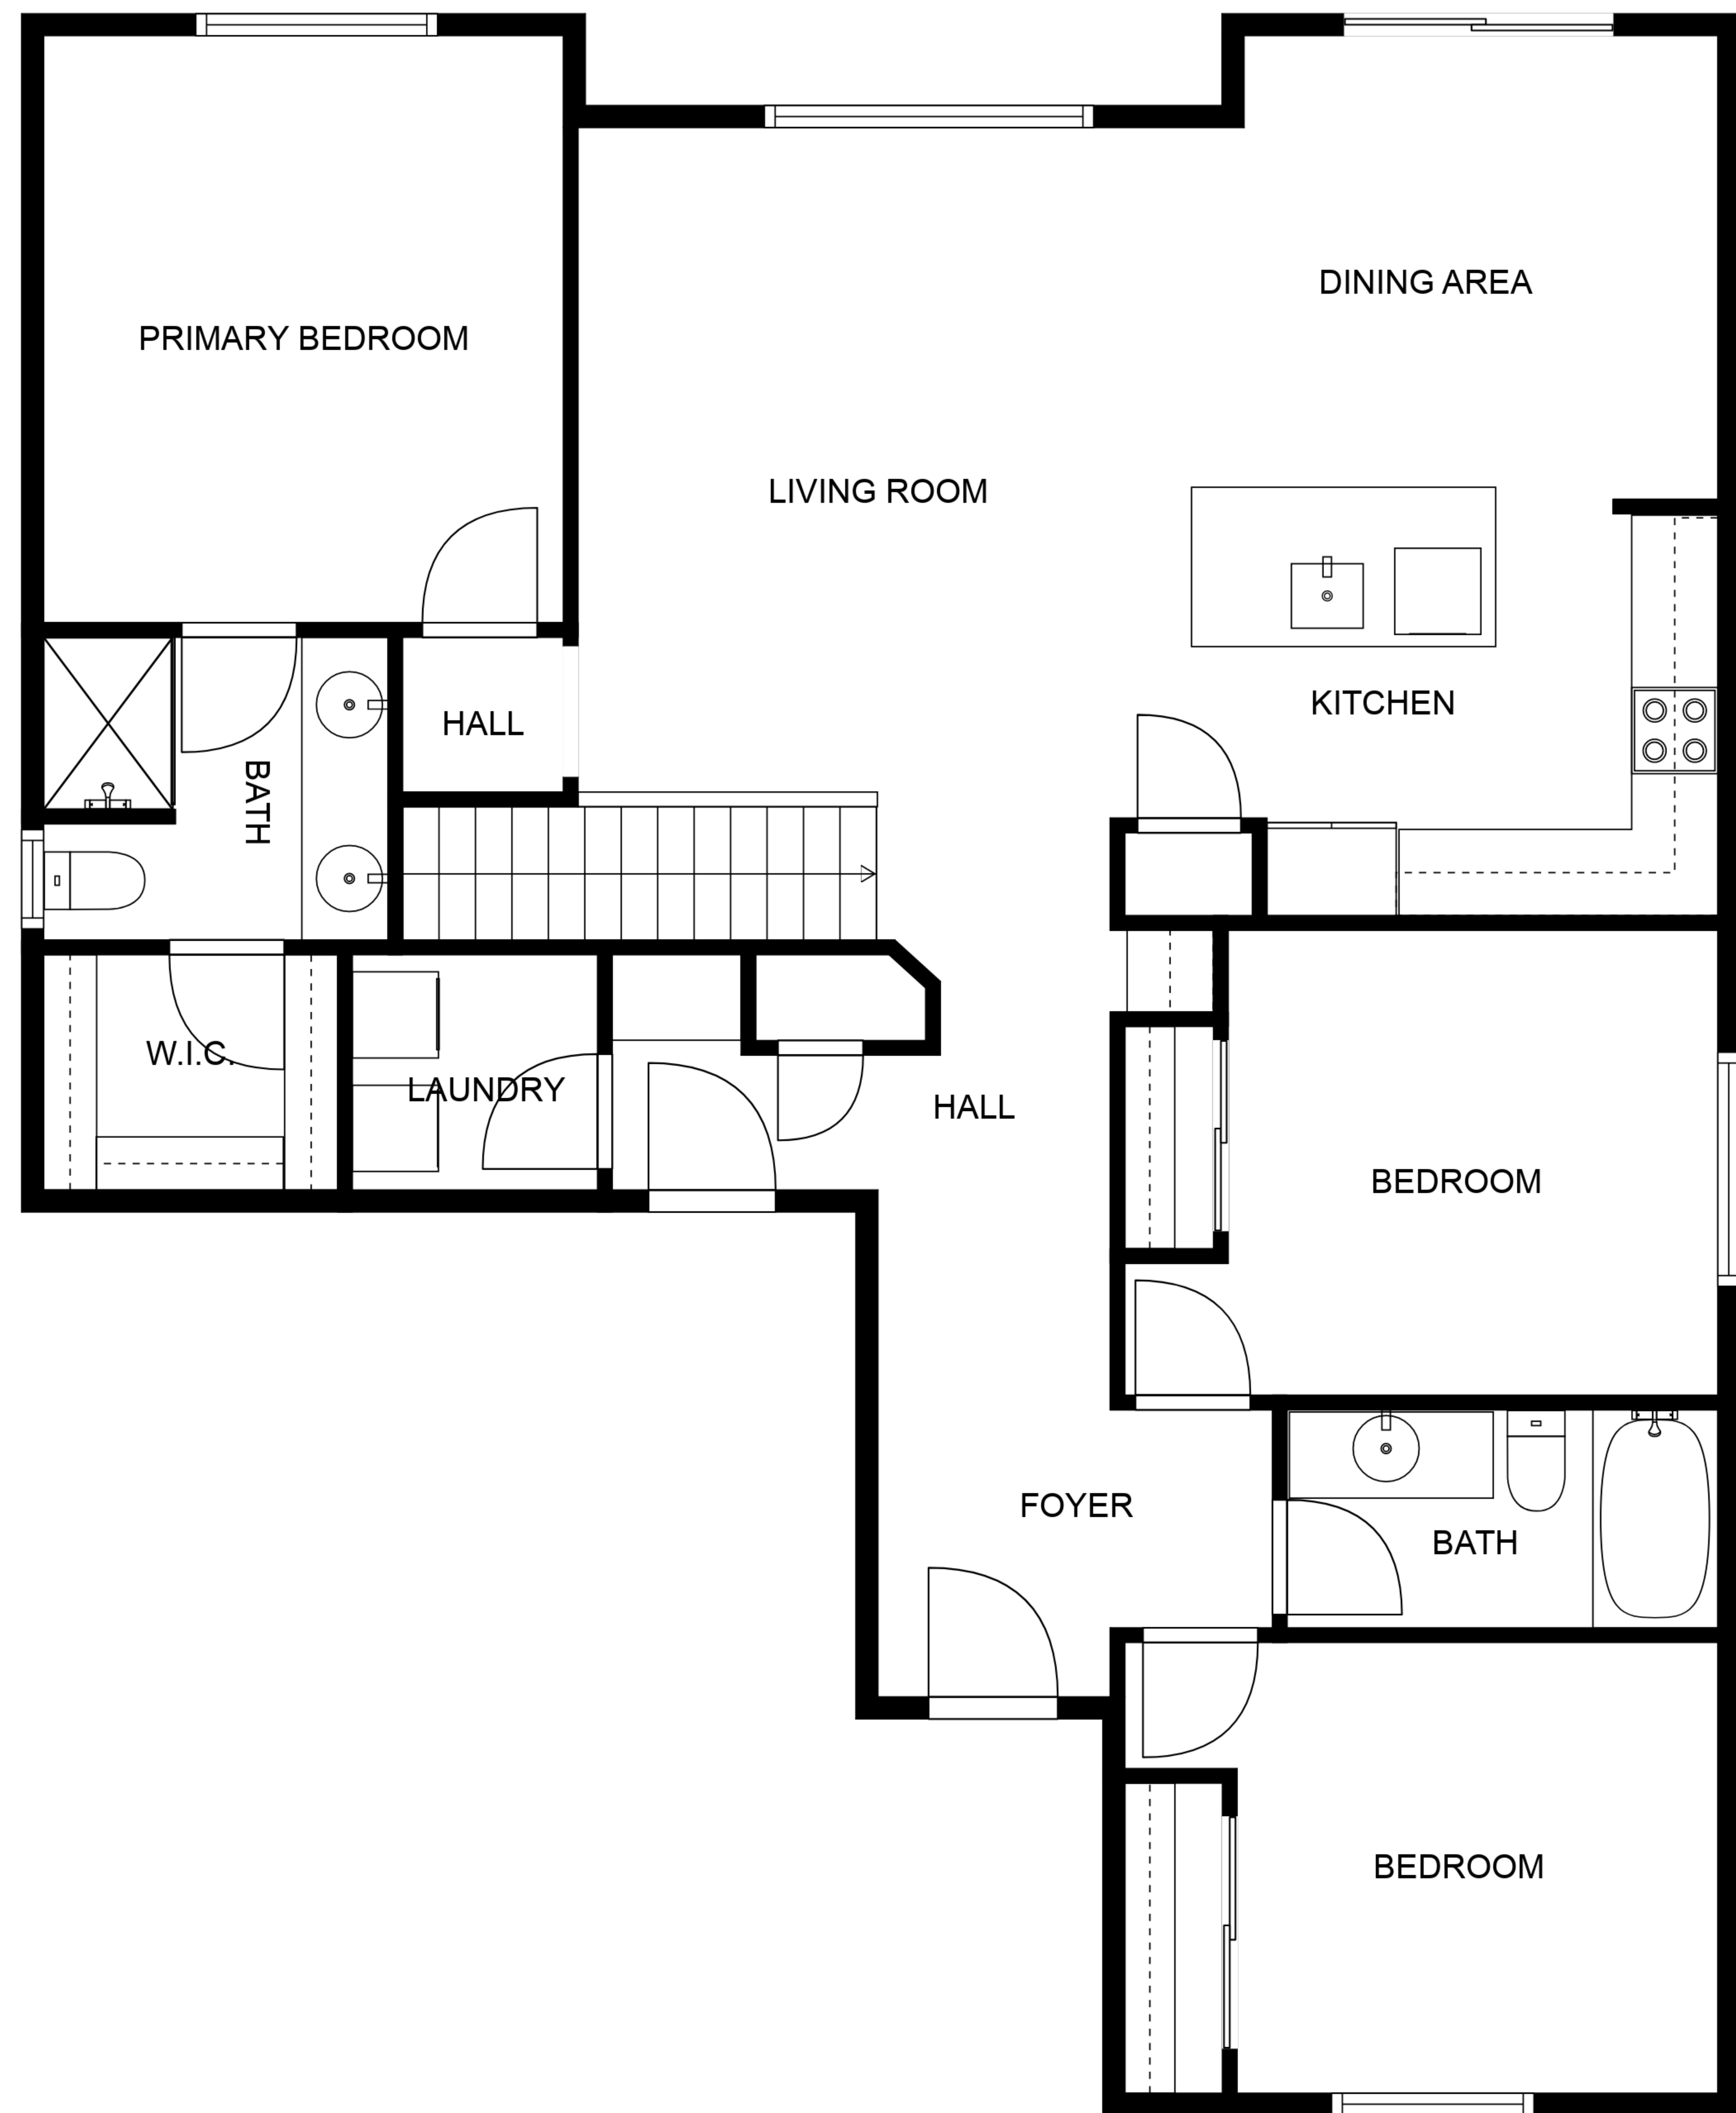 DINING AREA
PRIMARY BEDROOM
LIVING ROOM
KITCHEN
HALL
BATH
W.I.C.
LAUNDRY
HALL
BEDROOM
FOYER
BATH
BEDROOM